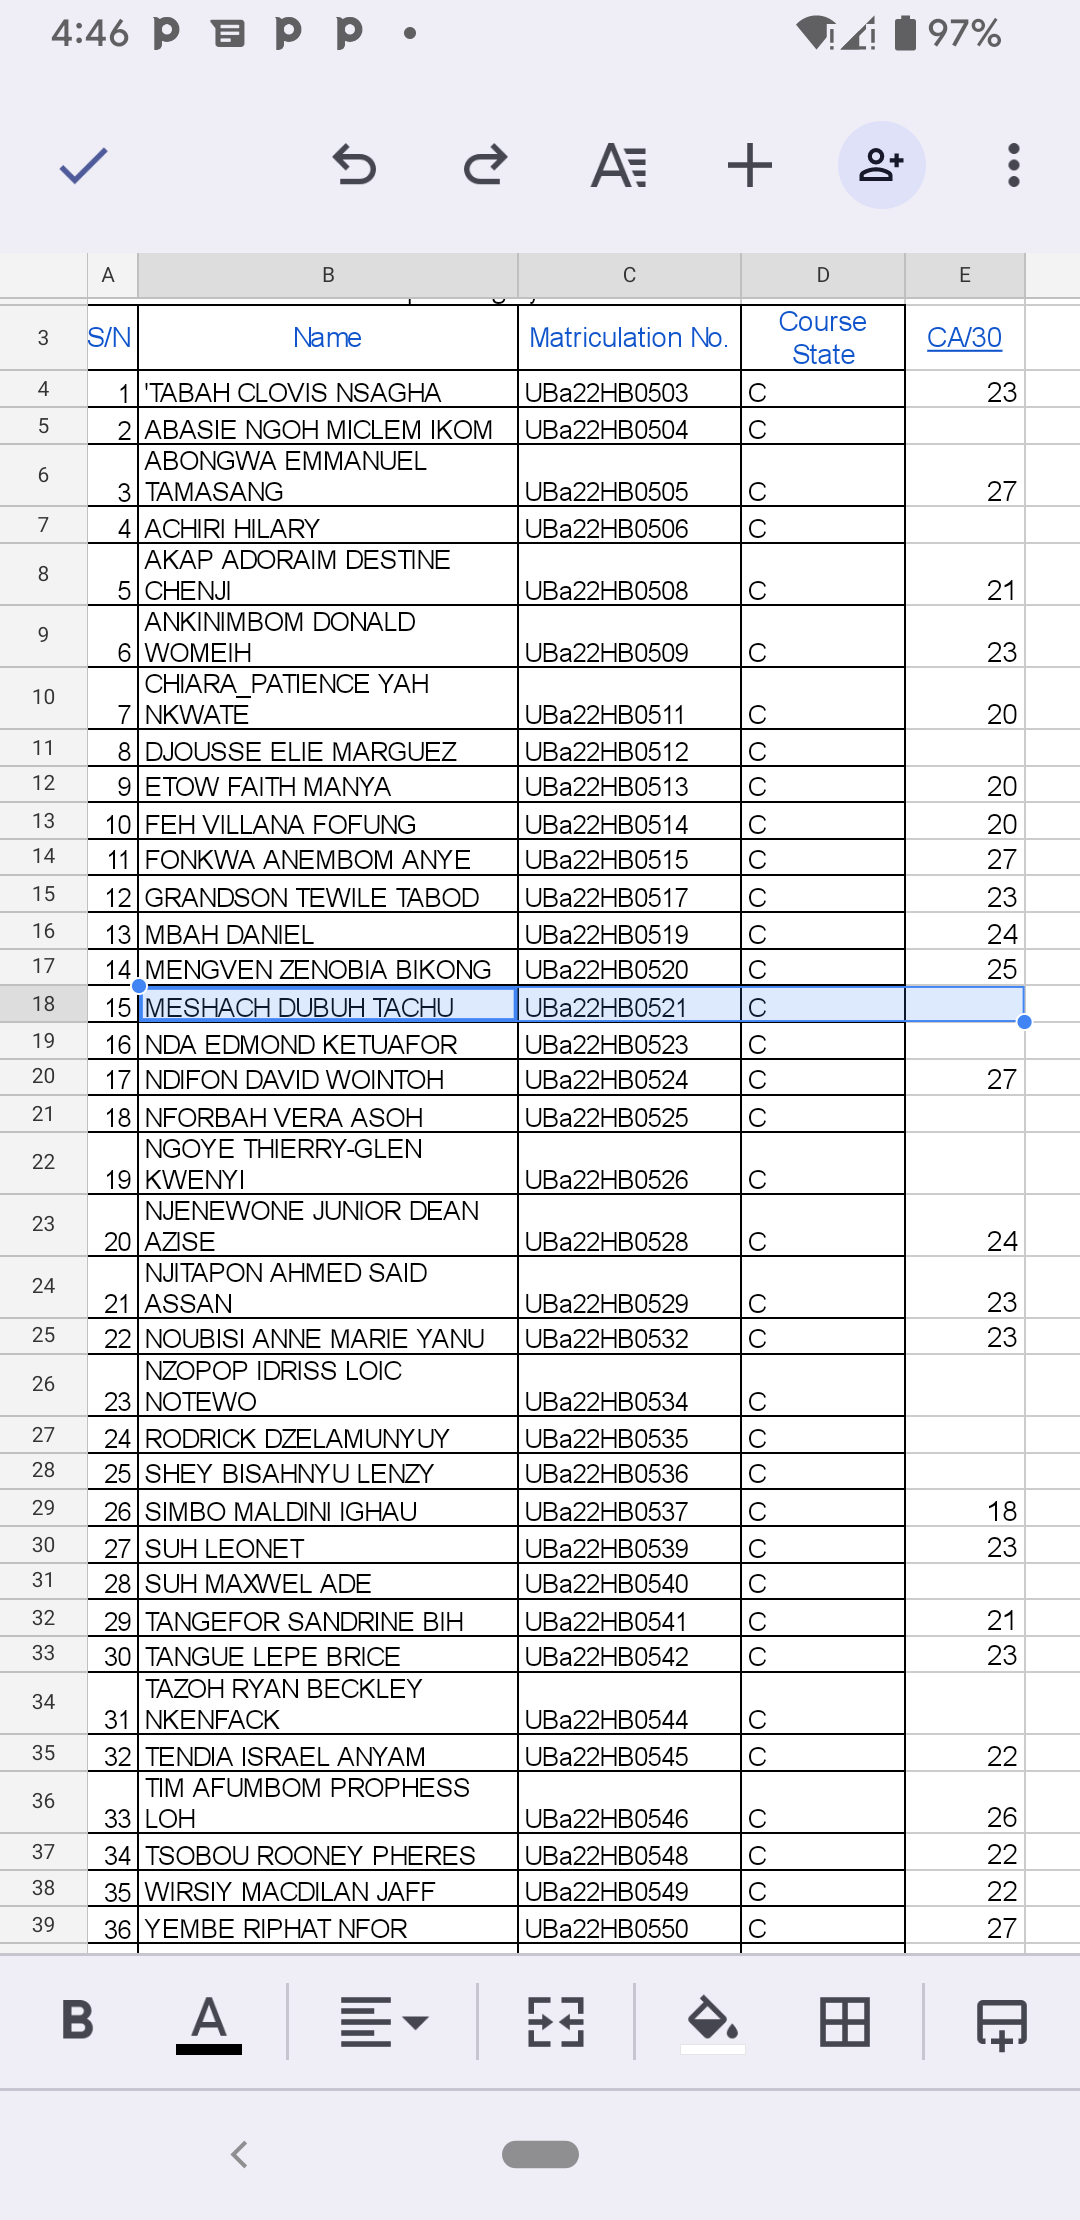 4:46 97%
A B C D E
3 S/N Name Matriculation No. Course State CA/30
4 1 'TABAH CLOVIS NSAGHA UBa22HB0503 C 23
5 2 ABASIE NGOH MICLEM IKOM UBa22HB0504 C
6 3 ABONGWA EMMANUEL TAMASANG UBa22HB0505 C 27
7 4 ACHIRI HILARY UBa22HB0506 C
8 5 AKAP ADORAIM DESTINE CHENJI UBa22HB0508 C 21
9 6 ANKINIMBOM DONALD WOMEIH UBa22HB0509 C 23
10 7 CHIARA_PATIENCE YAH NKWATE UBa22HB0511 C 20
11 8 DJOUSSE ELIE MARGUEZ UBa22HB0512 C
12 9 ETOW FAITH MANYA UBa22HB0513 C 20
13 10 FEH VILLANA FOFUNG UBa22HB0514 C 20
14 11 FONKWA ANEMBOM ANYE UBa22HB0515 C 27
15 12 GRANDSON TEWILE TABOD UBa22HB0517 C 23
16 13 MBAH DANIEL UBa22HB0519 C 24
17 14 MENGVEN ZENOBIA BIKONG UBa22HB0520 C 25
18 15 MESHACH DUBUH TACHU UBa22HB0521 C
19 16 NDA EDMOND KETUAFOR UBa22HB0523 C
20 17 NDIFON DAVID WOINTOH UBa22HB0524 C 27
21 18 NFORBAH VERA ASOH UBa22HB0525 C
22 19 NGOYE THIERRY-GLEN KWENYI UBa22HB0526 C
23 20 NJENEWONE JUNIOR DEAN AZISE UBa22HB0528 C 24
24 21 NJITAPON AHMED SAID ASSAN UBa22HB0529 C 23
25 22 NOUBISI ANNE MARIE YANU UBa22HB0532 C 23
26 23 NZOPOP IDRISS LOIC NOTEWO UBa22HB0534 C
27 24 RODRICK DZELAMUNYUY UBa22HB0535 C
28 25 SHEY BISAHNYU LENZY UBa22HB0536 C
29 26 SIMBO MALDINI IGHAU UBa22HB0537 C 18
30 27 SUH LEONET UBa22HB0539 C 23
31 28 SUH MAXWEL ADE UBa22HB0540 C
32 29 TANGEFOR SANDRINE BIH UBa22HB0541 C 21
33 30 TANGUE LEPE BRICE UBa22HB0542 C 23
34 31 TAZOH RYAN BECKLEY NKENFACK UBa22HB0544 C
35 32 TENDIA ISRAEL ANYAM UBa22HB0545 C 22
36 33 TIM AFUMBOM PROPHESS LOH UBa22HB0546 C 26
37 34 TSOBOU ROONEY PHERES UBa22HB0548 C 22
38 35 WIRSIY MACDILAN JAFF UBa22HB0549 C 22
39 36 YEMBE RIPHAT NFOR UBa22HB0550 C 27
B A